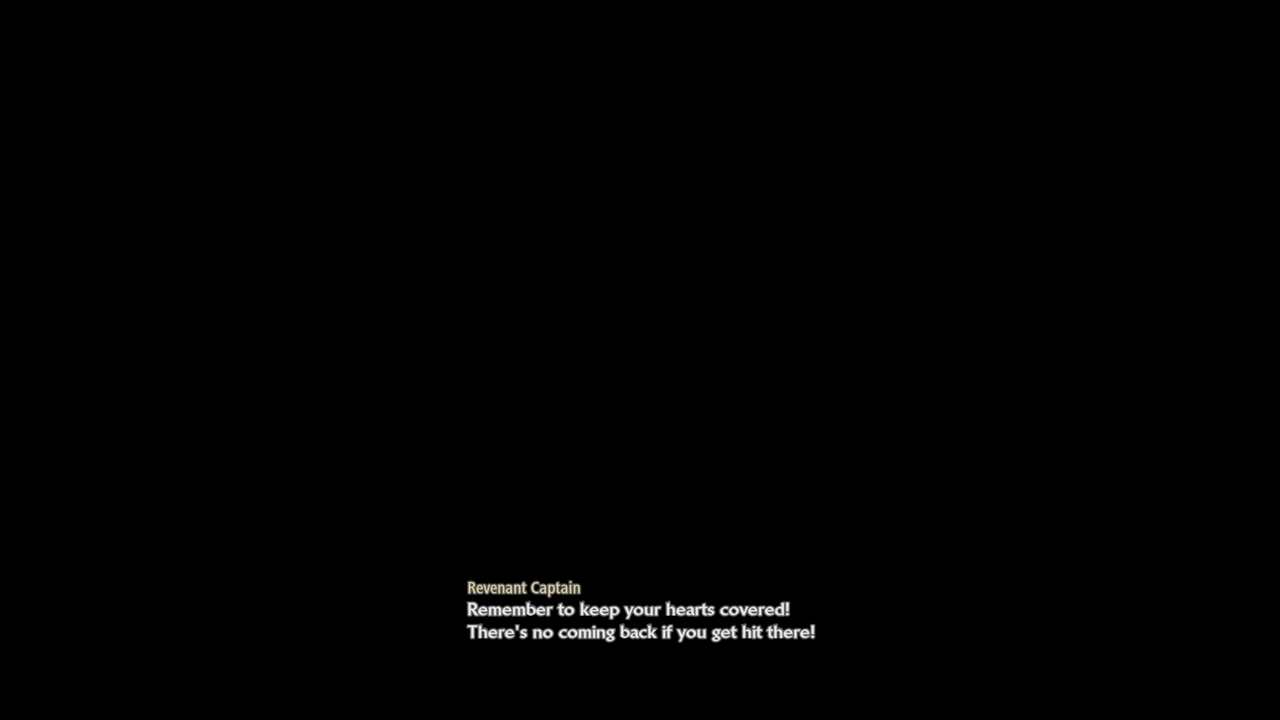 Revenant Captain
Remember to keep your hearts covered!
There's no coming back if you get hit there!